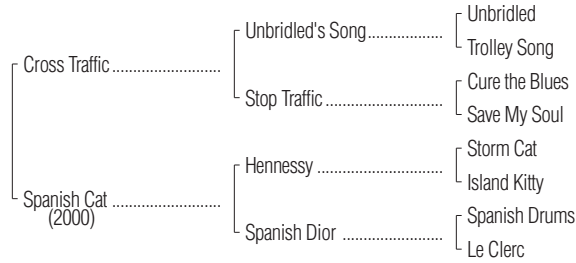 Cross Traffic ........................
Spanish Cat ........................
(2000)
Unbridled's Song .................
Stop Traffic ..........................
Hennessy ............................
Spanish Dior ......................
Unbridled
Trolley Song
Cure the Blues
Save My Soul
Storm Cat
Island Kitty
Spanish Drums
Le Clerc